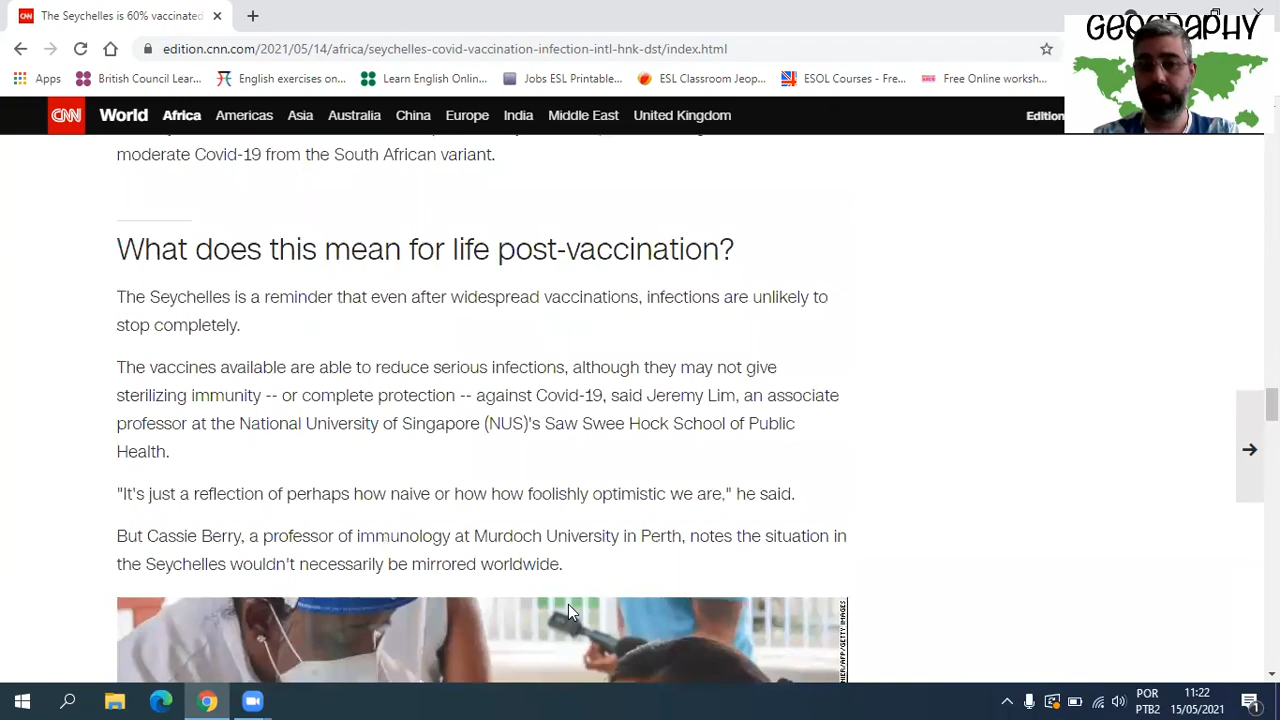 The Seychelles is 60% vaccinated
edition.cnn.com/2021/05/14/africa/seychelles-covid-vaccination-infection-intl-hnk-dst/index.html
GEOGRAPHY
Apps
British Council Lear...
English exercises on...
Learn English Online
Jobs ESL Printable...
ESL Classroom Jeop...
ESOL Courses - Fre...
Free Online worksh...
CNN World Africa Americas Asia Australia China Europe India Middle East United Kingdom Edition
moderate Covid-19 from the South African variant.
What does this mean for life post-vaccination?
The Seychelles is a reminder that even after widespread vaccinations, infections are unlikely to
stop completely.
The vaccines available are able to reduce serious infections, although they may not give
sterilizing immunity -- or complete protection -- against Covid-19, said Jeremy Lim, an associate
professor at the National University of Singapore (NUS)'s Saw Swee Hock School of Public
Health.
"It's just a reflection of perhaps how naive or how how foolishly optimistic we are," he said.
But Cassie Berry, a professor of immunology at Murdoch University in Perth, notes the situation in
the Seychelles wouldn't necessarily be mirrored worldwide.
/AFP/GETTY IMAGES
POR
PTB2
11:22
15/05/2021
1